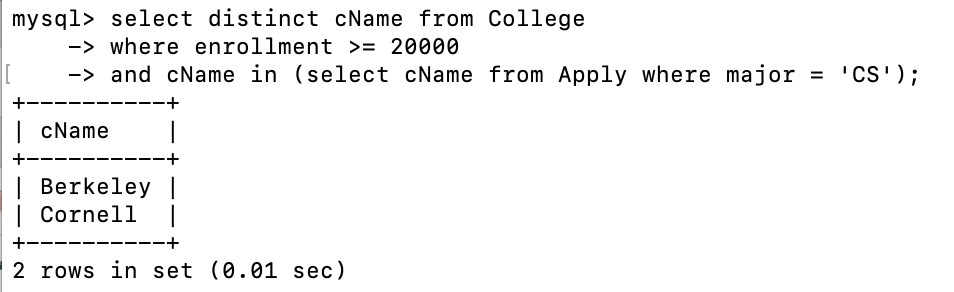 mysql> select distinct cName from College
    -> where enrollment >= 20000
[    -> and cName in (select cName from Apply where major = 'CS');
+----------+
| cName    |
+----------+
| Berkeley |
| Cornell  |
+----------+
2 rows in set (0.01 sec)